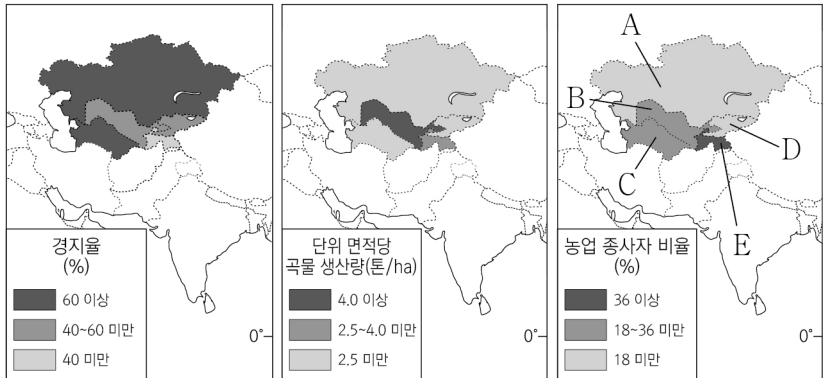 경지율
(%)
60 이상
40~60 미만
40 미만
0°
단위 면적당
곡물 생산량(톤/ha)
4.0 이상
2.5~4.0 미만
2.5 미만
0°
A
B
C
D
E
농업 종사자 비율
(%)
36 이상
18~36 미만
18 미만
0°